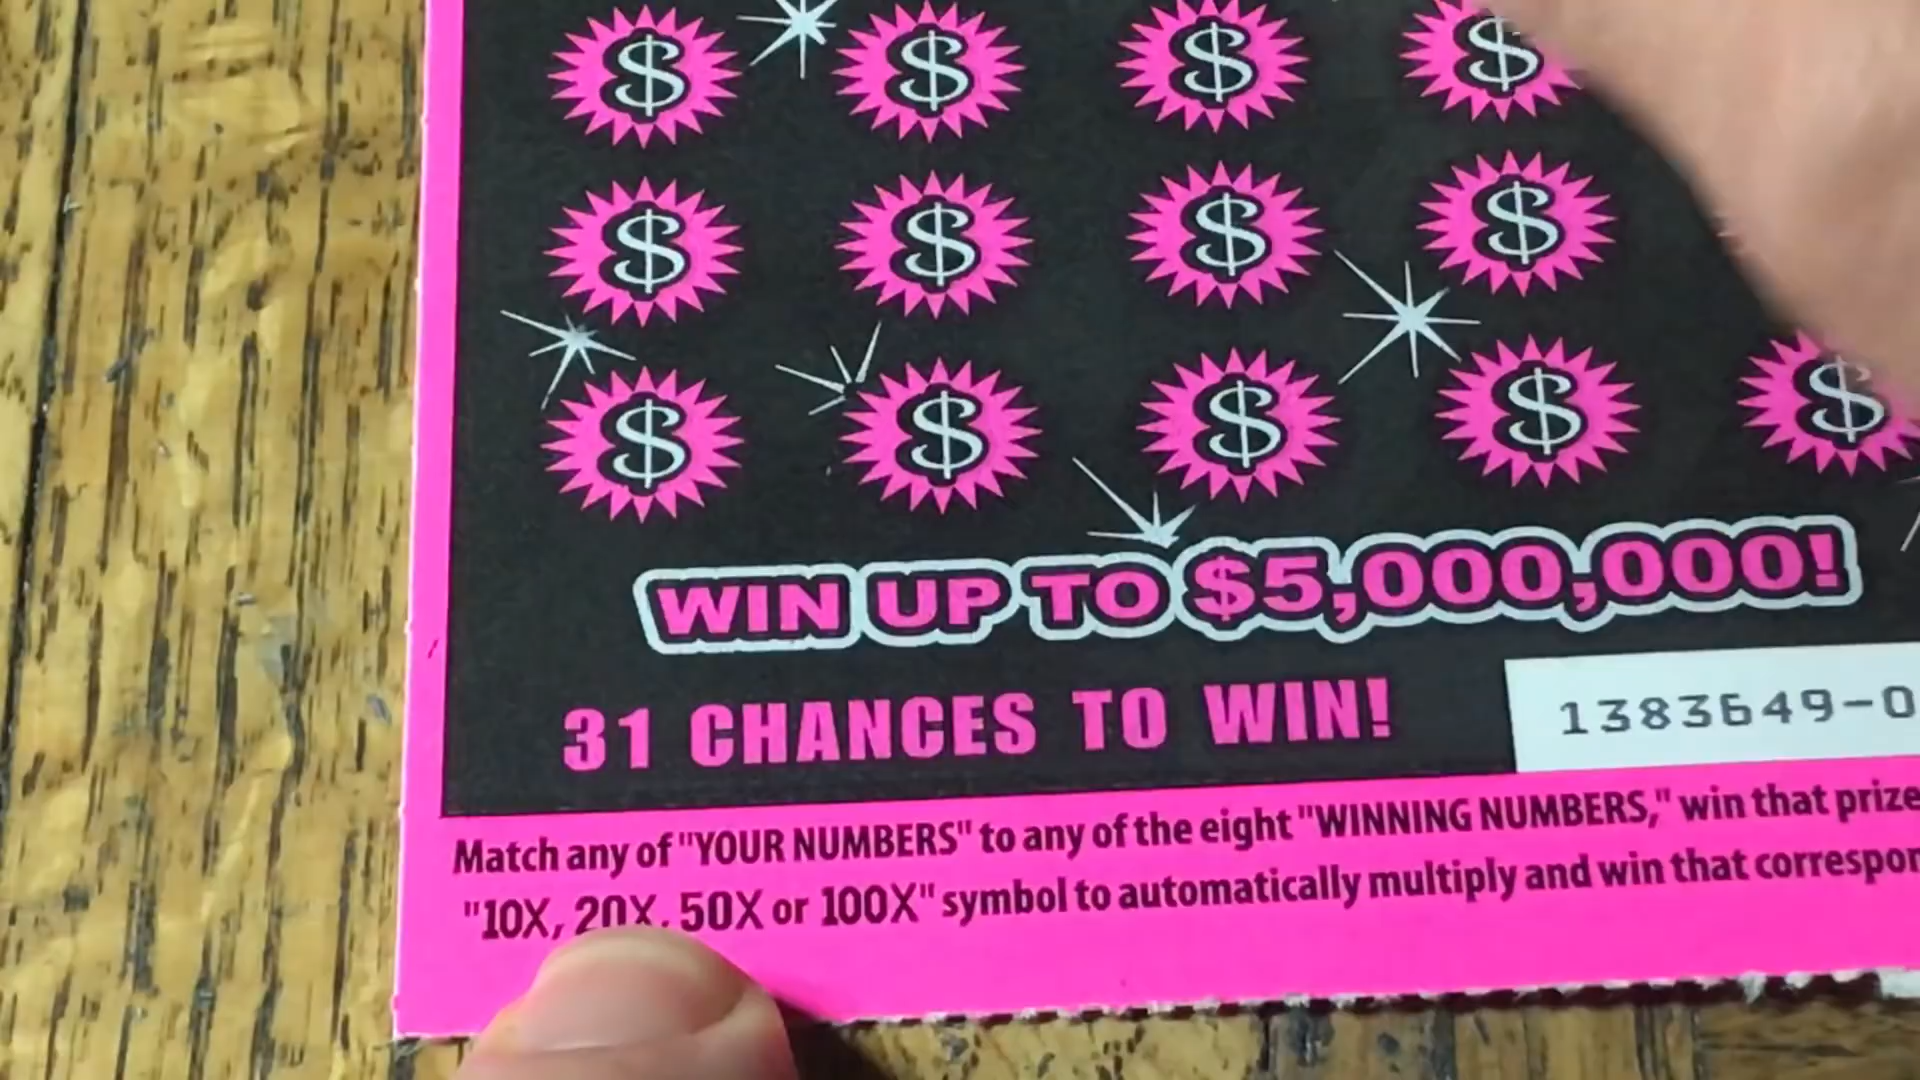 $ $ $ $
$ $ $ $
$ $ $ $ $
WIN UP TO $5,000,000!
31 CHANCES TO WIN!
1383649-0
Match any of "YOUR NUMBERS" to any of the eight "WINNING NUMBERS," win that prize
"10X, 20X, 50X or 100X" symbol to automatically multiply and win that correspon